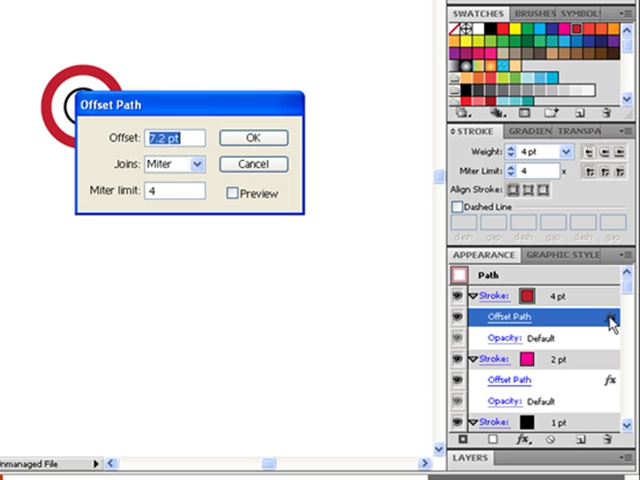 SWATCHES BRUSHES SYMBOLS
Offset Path
Offset: 7.2 pt OK
Joins: Miter Cancel
Miter limit: 4 Preview
STROKE GRADIEN TRANSPA
Weight: 4 pt
Miter Limit: 4 x
Align Stroke:
Dashed Line
dash gap dash gap dash gap
APPEARANCE GRAPHIC STYLE
Path
Stroke: 4 pt
Offset Path
Opacity: Default
Stroke: 2 pt
Offset Path fx
Opacity: Default
Stroke: 1 pt
fx
nmanaged File
LAYERS